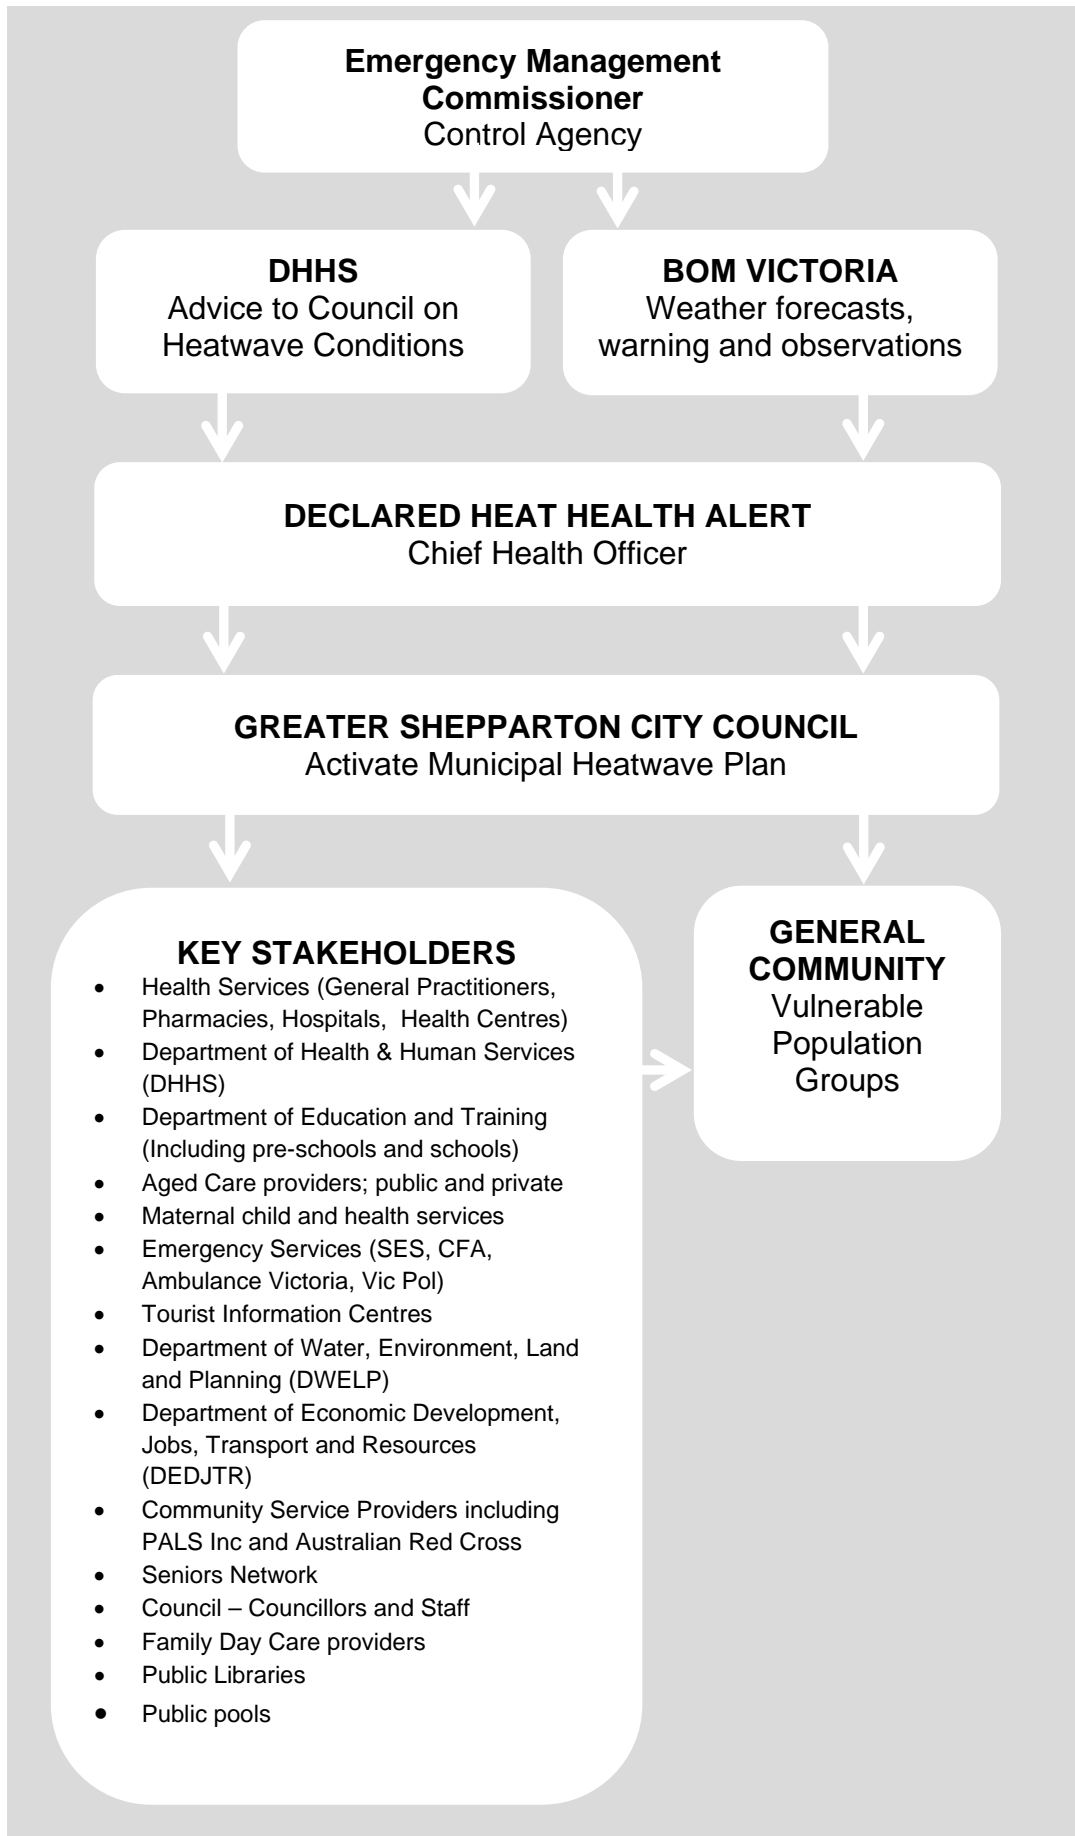 Emergency Management
Commissioner
Control Agency
DHHS
Advice to Council on
Heatwave Conditions
BOM VICTORIA
Weather forecasts,
warning and observations
DECLARED HEAT HEALTH ALERT
Chief Health Officer
GREATER SHEPPARTON CITY COUNCIL
Activate Municipal Heatwave Plan
KEY STAKEHOLDERS
• Health Services (General Practitioners,
Pharmacies, Hospitals, Health Centres)
• Department of Health & Human Services
(DHHS)
• Department of Education and Training
(Including pre-schools and schools)
• Aged Care providers; public and private
• Maternal child and health services
• Emergency Services (SES, CFA,
Ambulance Victoria, Vic Pol)
• Tourist Information Centres
• Department of Water, Environment, Land
and Planning (DWELP)
• Department of Economic Development,
Jobs, Transport and Resources
(DEDJTR)
• Community Service Providers including
PALS Inc and Australian Red Cross
• Seniors Network
• Council – Councillors and Staff
• Family Day Care providers
• Public Libraries
• Public pools
GENERAL
COMMUNITY
Vulnerable
Population
Groups